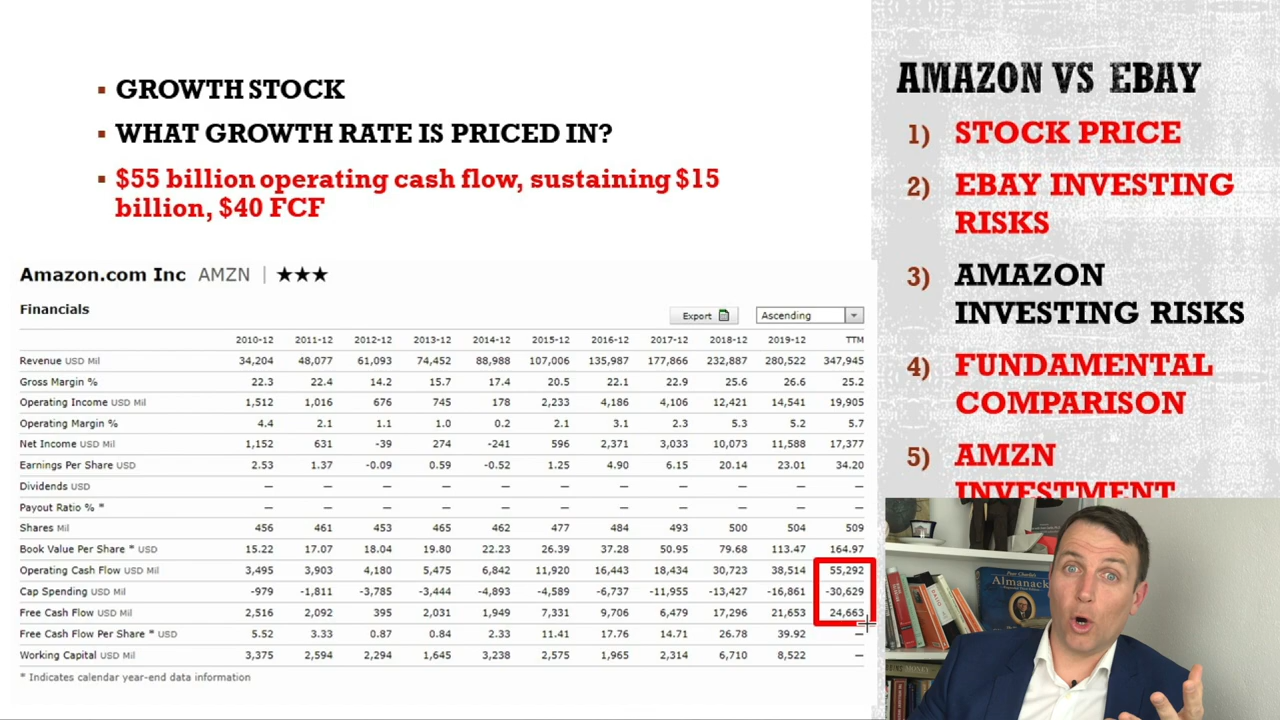 GROWTH STOCK
WHAT GROWTH RATE IS PRICED IN?
$55 billion operating cash flow, sustaining $15
billion, $40 FCF
Amazon.com Inc AMZN | ★★★
Financials
Export Ascending
2010-12 2011-12 2012-12 2013-12 2014-12 2015-12 2016-12 2017-12 2018-12 2019-12 TTM
Revenue USD Mil 34,204 48,077 61,093 74,452 88,988 107,006 135,987 177,866 232,887 280,522 347,945
Gross Margin % 22.3 22.4 14.2 15.7 17.4 20.5 22.1 22.9 25.6 26.6 25.2
Operating Income USD Mil 1,512 1,016 676 745 178 2,233 4,186 4,106 12,421 14,541 19,905
Operating Margin % 4.4 2.1 1.1 1.0 0.2 2.1 3.1 2.3 5.3 5.2 5.7
Net Income USD Mil 1,152 631 -39 274 -241 596 2,371 3,033 10,073 11,588 17,377
Earnings Per Share USD 2.53 1.37 -0.09 0.59 -0.52 1.25 4.90 6.15 20.14 23.01 34.20
Dividends USD — — — — — — — — — — —
Payout Ratio % * — — — — — — — — — — —
Shares Mil 456 461 453 465 462 477 484 493 500 504 509
Book Value Per Share * USD 15.22 17.07 18.04 19.80 22.23 26.39 37.28 50.95 79.68 113.47 164.97
Operating Cash Flow USD Mil 3,495 3,903 4,180 5,475 6,842 11,920 16,443 18,434 30,723 38,514 55,292
Cap Spending USD Mil -979 -1,811 -3,785 -3,444 -4,893 -4,589 -6,737 -11,955 -13,427 -16,861 -30,629
Free Cash Flow USD Mil 2,516 2,092 395 2,031 1,949 7,331 9,706 6,479 17,296 21,653 24,663
Free Cash Flow Per Share * USD 5.52 3.33 0.87 0.84 2.33 11.41 17.76 14.71 26.78 39.92 —
Working Capital USD Mil 3,375 2,594 2,294 1,645 3,238 2,575 1,965 2,314 6,710 8,522 —
* Indicates calendar year-end data information
AMAZON VS EBAY
1) STOCK PRICE
2) EBAY INVESTING
RISKS
3) AMAZON
INVESTING RISKS
4) FUNDAMENTAL
COMPARISON
5) AMZN
INVESTMENT
Almanack